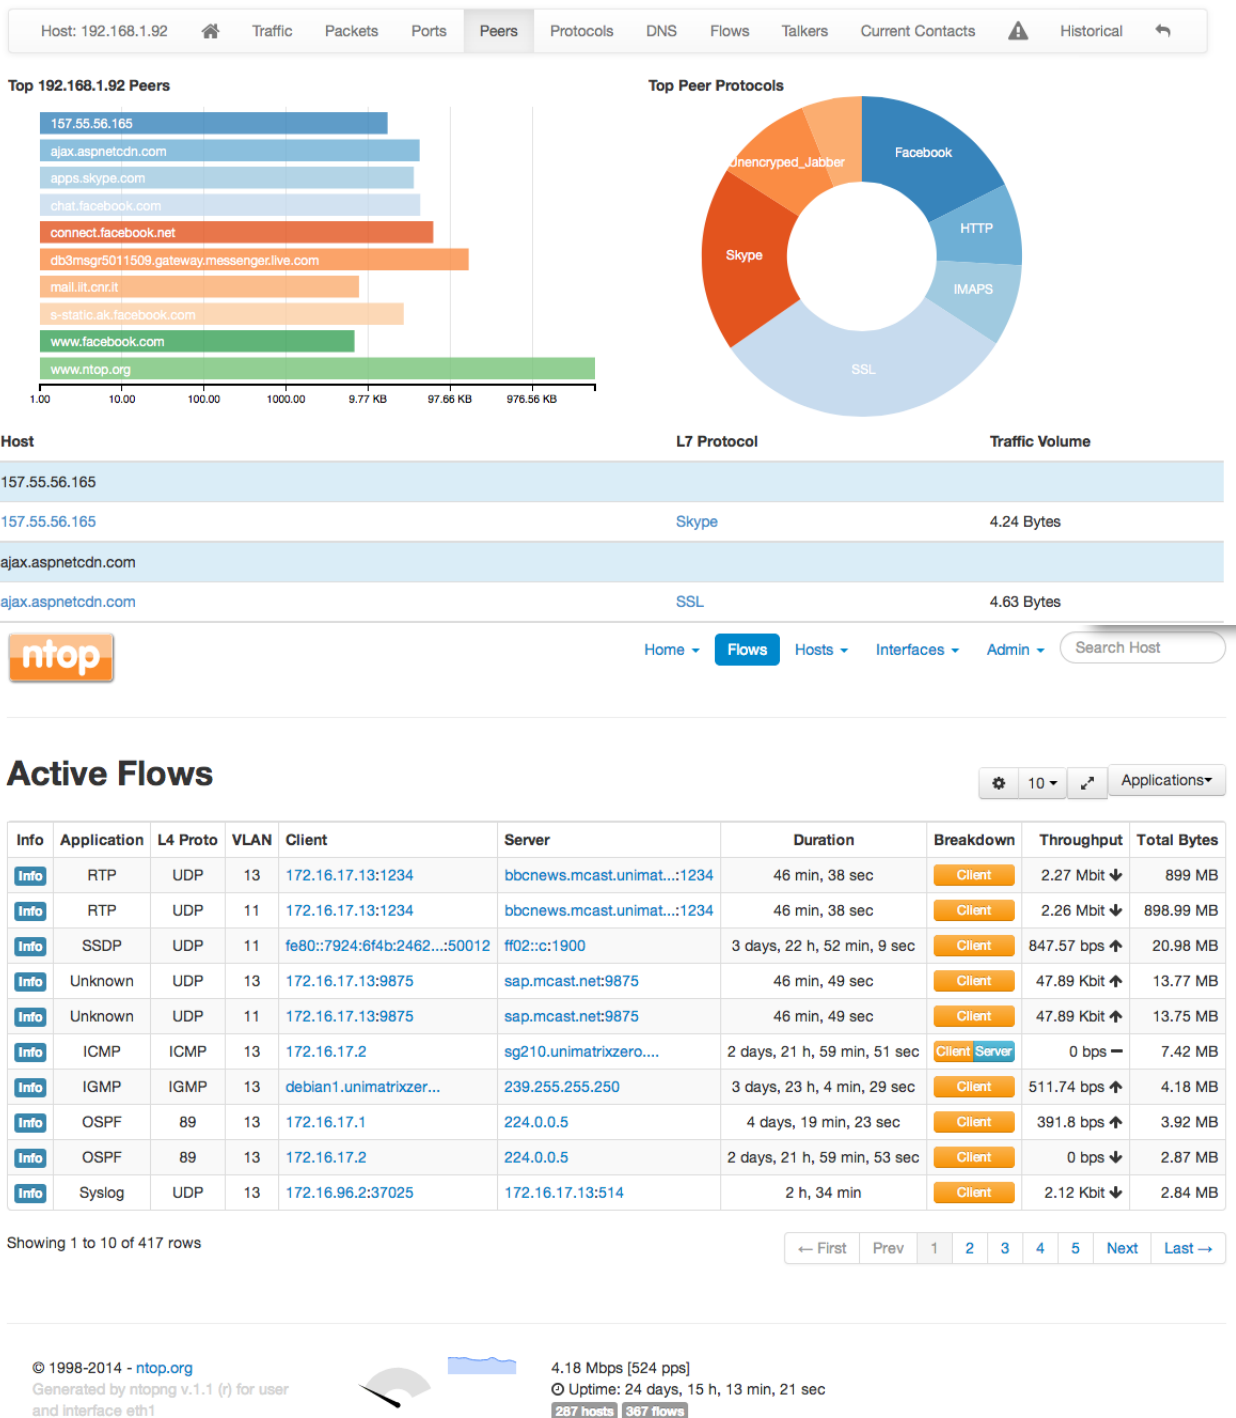 Host: 192.168.1.92 Traffic Packets Ports Peers Protocols DNS Flows Talkers Current Contacts Historical
Top 192.168.1.92 Peers
157.55.56.165
ajax.aspnetcdn.com
apps.skype.com
chat.facebook.com
connect.facebook.net
db3msgr5011509.gateway.messenger.live.com
mail.iit.cnr.it
s-static.ak.facebook.com
www.facebook.com
www.ntop.org
1.00 10.00 100.00 1000.00 9.77 KB 97.66 KB 976.56 KB
Top Peer Protocols
Facebook
HTTP
IMAPS
SSL
Skype
Unencryped_Jabber
Host L7 Protocol Traffic Volume
157.55.56.165
157.55.56.165 Skype 4.24 Bytes
ajax.aspnetcdn.com
ajax.aspnetcdn.com SSL 4.63 Bytes
ntop Home Flows Hosts Interfaces Admin Search Host
Active Flows
10 Applications
Info Application L4 Proto VLAN Client Server Duration Breakdown Throughput Total Bytes
Info RTP UDP 13 172.16.17.13:1234 bbcnews.mcast.unimat...:1234 46 min, 38 sec Client 2.27 Mbit 899 MB
Info RTP UDP 11 172.16.17.13:1234 bbcnews.mcast.unimat...:1234 46 min, 38 sec Client 2.26 Mbit 898.99 MB
Info SSDP UDP 11 fe80::7924:6f4b:2462...:50012 ff02::c:1900 3 days, 22 h, 52 min, 9 sec Client 847.57 bps 20.98 MB
Info Unknown UDP 13 172.16.17.13:9875 sap.mcast.net:9875 46 min, 49 sec Client 47.89 Kbit 13.77 MB
Info Unknown UDP 11 172.16.17.13:9875 sap.mcast.net:9875 46 min, 49 sec Client 47.89 Kbit 13.75 MB
Info ICMP ICMP 13 172.16.17.2 sg210.unimatrixzero.... 2 days, 21 h, 59 min, 51 sec Client Server 0 bps 7.42 MB
Info IGMP IGMP 13 debian1.unimatrixzer... 239.255.255.250 3 days, 23 h, 4 min, 29 sec Client 511.74 bps 4.18 MB
Info OSPF 89 13 172.16.17.1 224.0.0.5 4 days, 19 min, 23 sec Client 391.8 bps 3.92 MB
Info OSPF 89 13 172.16.17.2 224.0.0.5 2 days, 21 h, 59 min, 53 sec Client 0 bps 2.87 MB
Info Syslog UDP 13 172.16.96.2:37025 172.16.17.13:514 2 h, 34 min Client 2.12 Kbit 2.84 MB
Showing 1 to 10 of 417 rows
← First Prev 1 2 3 4 5 Next Last →
© 1998-2014 - ntop.org
Generated by ntopng v.1.1 (r) for user
and interface eth1
4.18 Mbps [524 pps]
Uptime: 24 days, 15 h, 13 min, 21 sec
287 hosts 367 flows